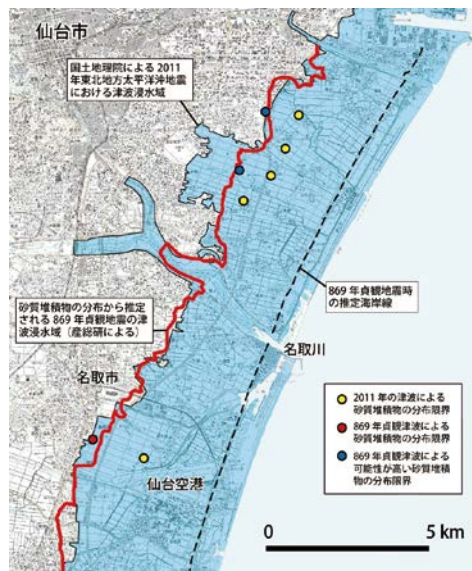 仙台市
国土地理院による 2011
年東北地方太平洋沖地震
における津波浸水域
869 年貞観地震時
の推定海岸線
砂質堆積物の分布から推定
される 869 年貞観地震の津
波浸水域（産総研による）
名取川
名取市
仙台空港
2011 年の津波による
砂質堆積物の分布限界
869 年貞観津波による
砂質堆積物の分布限界
869 年貞観津波による
可能性が高い砂質堆積
物の分布限界
0
5 km